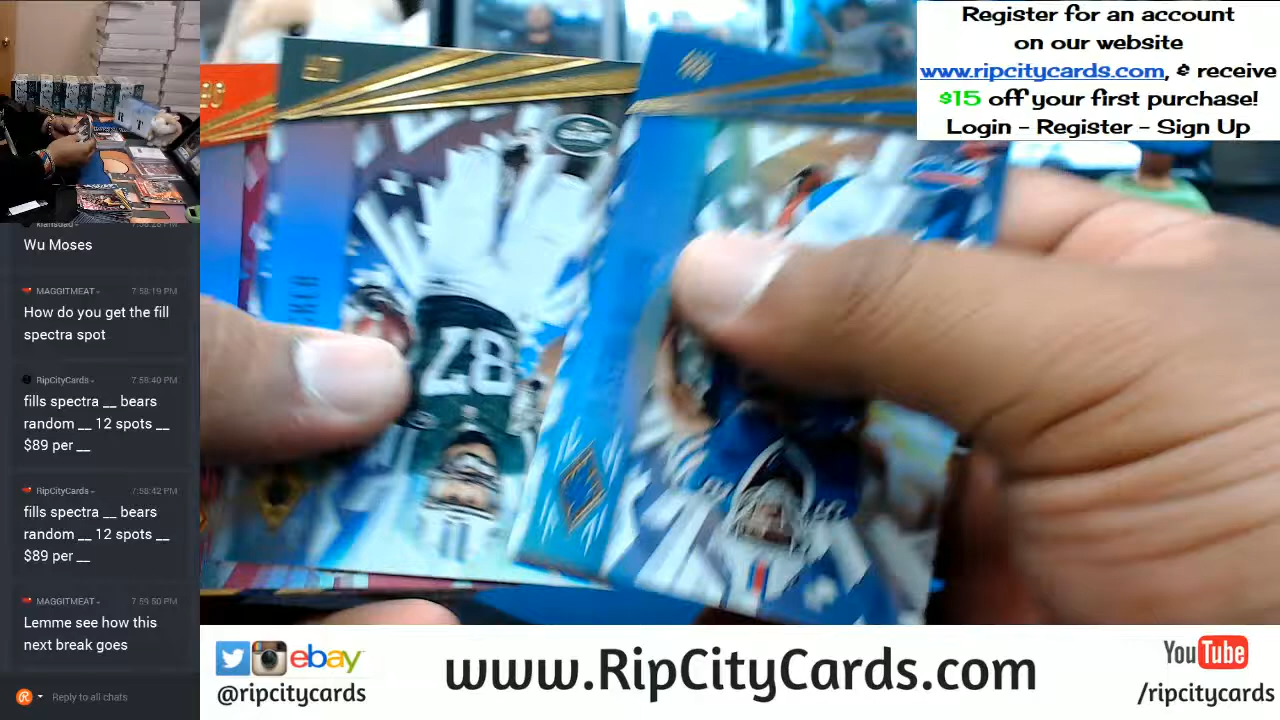 Register for an account
on our website
www.ripcitycards.com, & receive
$15 off your first purchase!
Login - Register - Sign Up
Wu Moses
MAGGITMEAT 7:58:19 PM
How do you get the fill
spectra spot
RipCityCards 7:58:40 PM
fills spectra __ bears
random __ 12 spots __
$89 per __
RipCityCards 7:58:42 PM
fills spectra __ bears
random __ 12 spots __
$89 per __
MAGGITMEAT 7:59:50 PM
Lemme see how this
next break goes
Reply to all chats
87
ebay
@ripcitycards
www.RipCityCards.com
YouTube
/ripcitycards